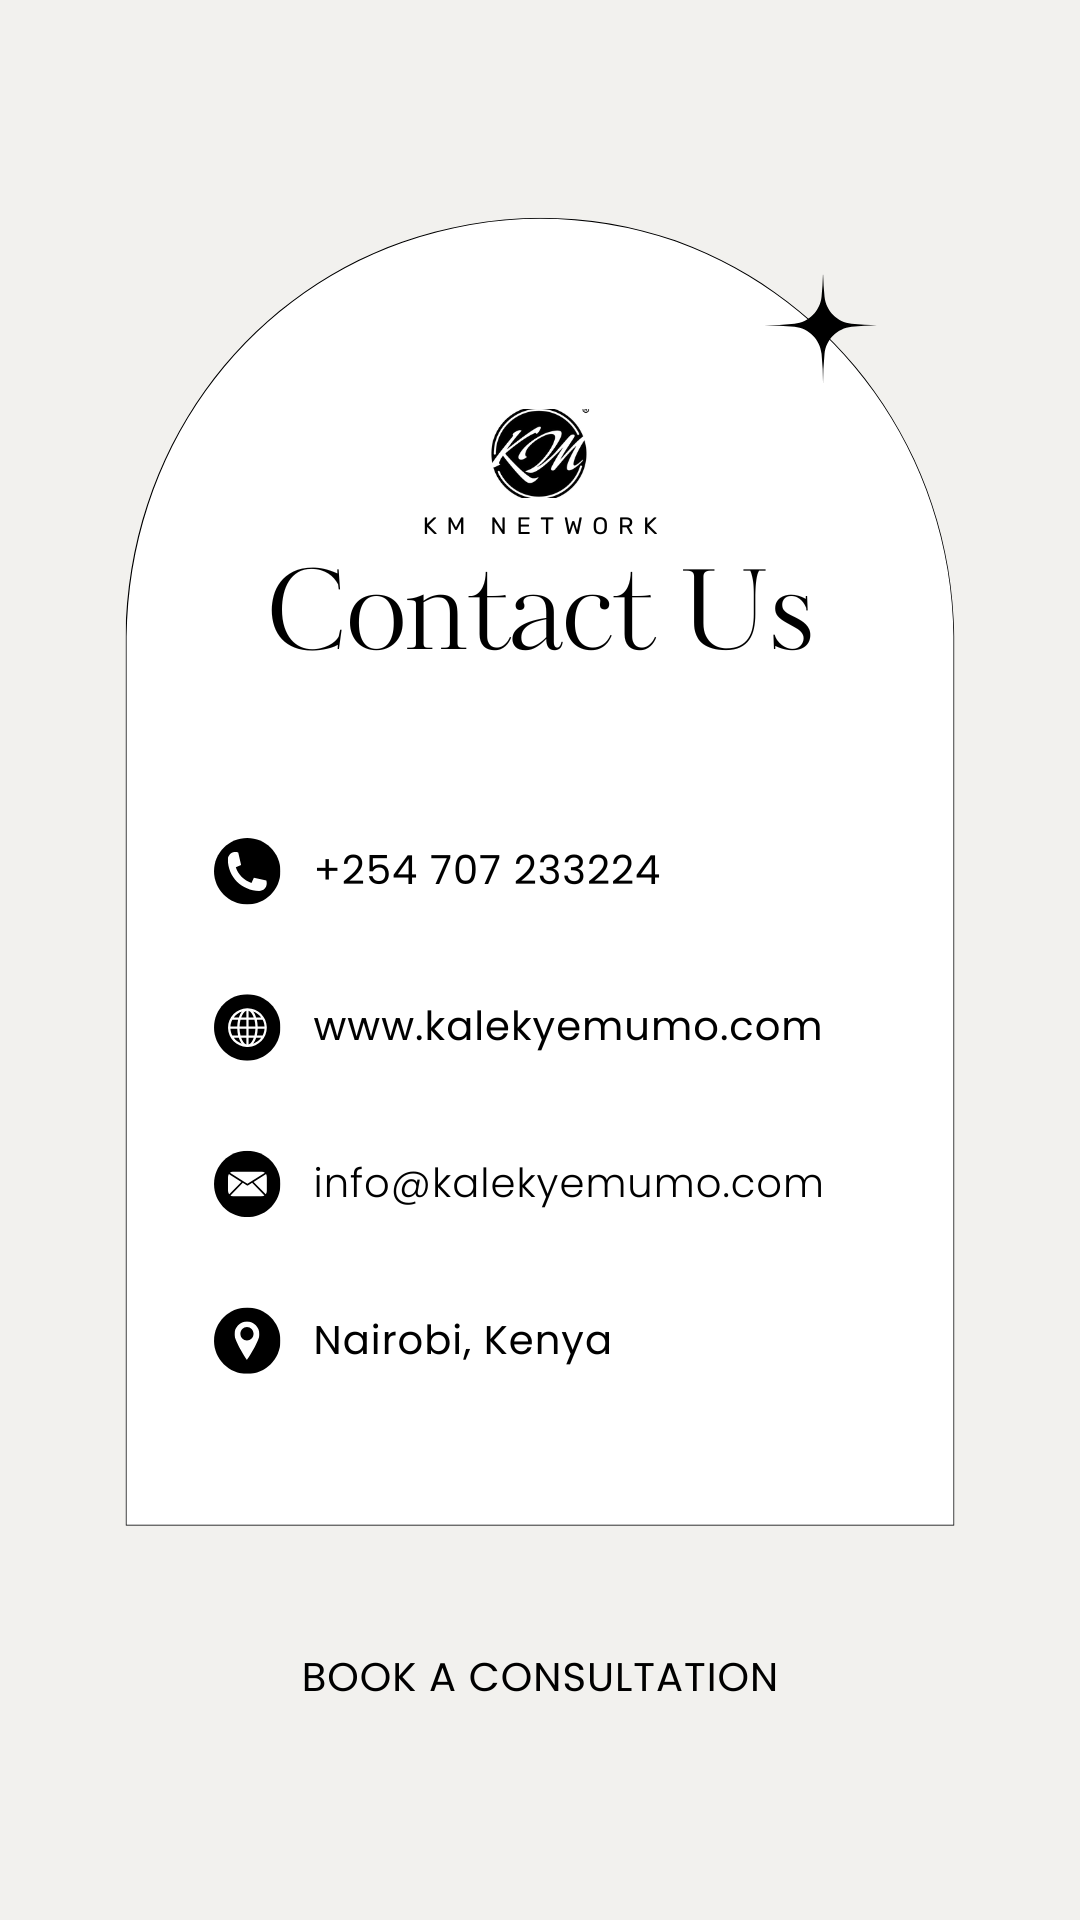 KM
KM NETWORK
Contact Us
+254 707 233224
www.kalekyemumo.com
info@kalekyemumo.com
Nairobi, Kenya
BOOK A CONSULTATION